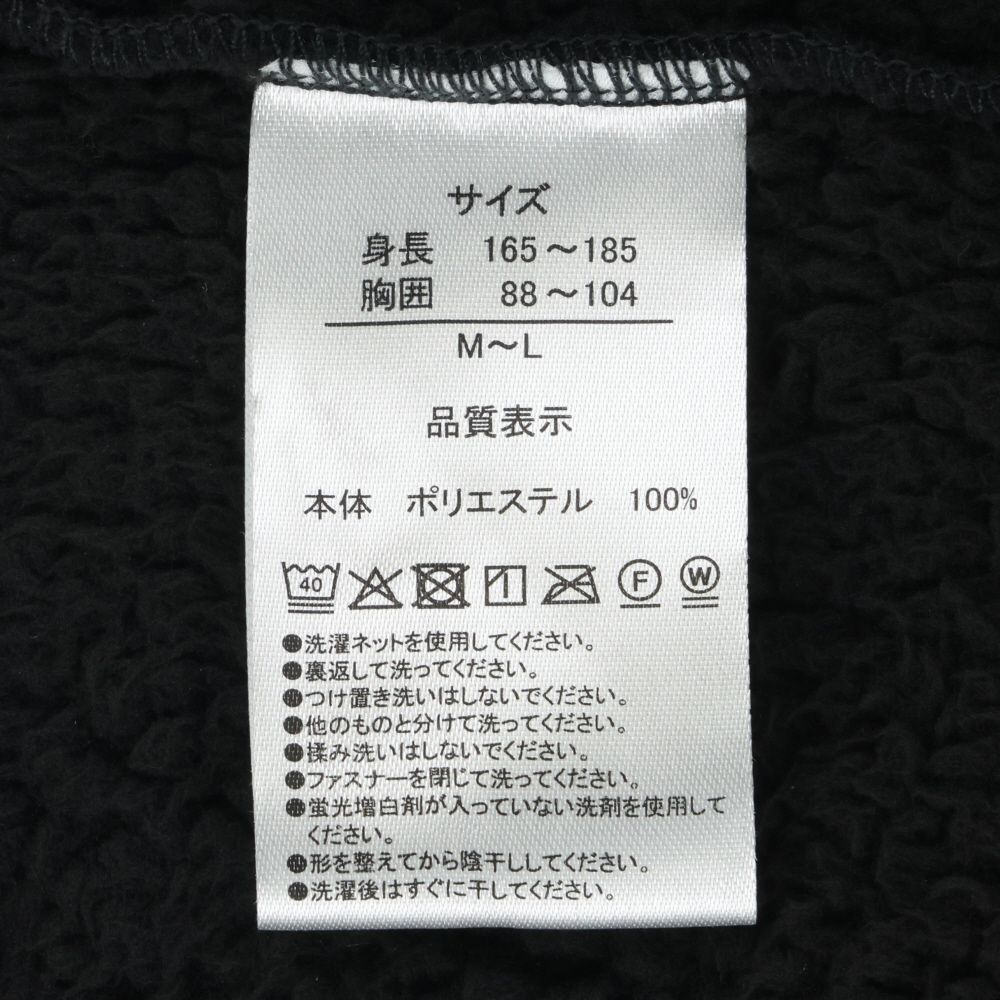 サイズ
身長 165～185
胸囲 88～104
M～L
品質表示
本体 ポリエステル 100%
40 F W
●洗濯ネットを使用してください。
●裏返して洗ってください。
●つけ置き洗いはしないでください。
●他のものと分けて洗ってください。
●揉み洗いはしないでください。
●ファスナーを閉じて洗ってください。
●蛍光増白剤が入っていない洗剤を使用して
ください。
●形を整えてから陰干ししてください。
●洗濯後はすぐに干してください。